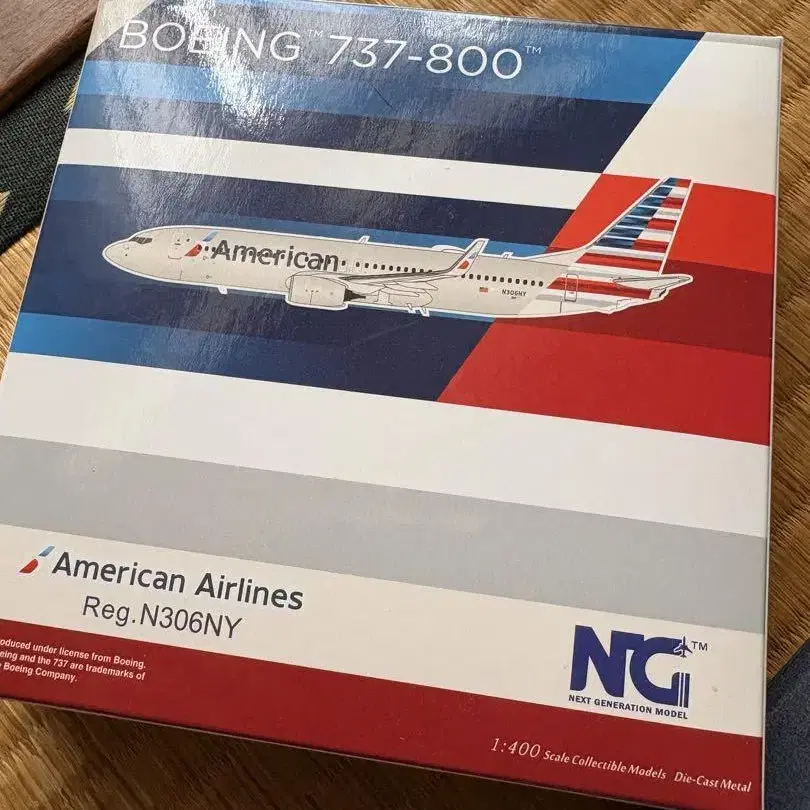 BOEING™ 737-800™
American
N306NY
American Airlines
Reg.N306NY
oduced under license from Boeing.
eing and the 737 are trademarks of
Boeing Company.
NG™
NEXT GENERATION MODEL
1:400 Scale Collectible Models Die-Cast Metal